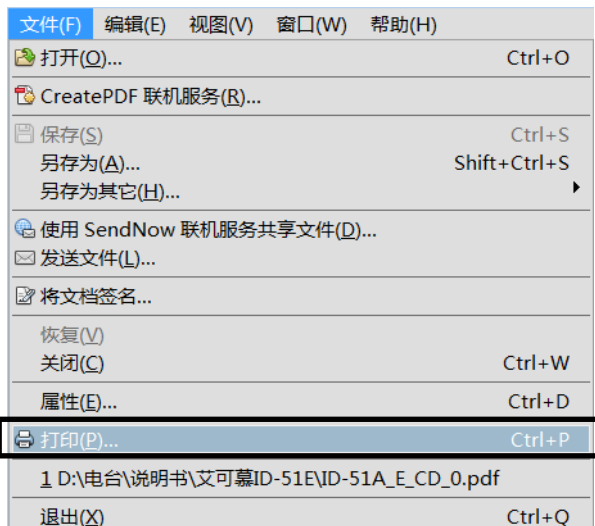 文件(F) 编辑(E) 视图(V) 窗口(W) 帮助(H)
打开(O)... Ctrl+O
CreatePDF 联机服务(R)...
保存(S) Ctrl+S
另存为(A)... Shift+Ctrl+S
另存为其它(H)...
使用 SendNow 联机服务共享文件(D)...
发送文件(L)...
将文档签名...
恢复(V)
关闭(C) Ctrl+W
属性(E)... Ctrl+D
打印(P)... Ctrl+P
1 D:\电台\说明书\艾可慕ID-51E\ID-51A_E_CD_0.pdf
退出(X) Ctrl+Q